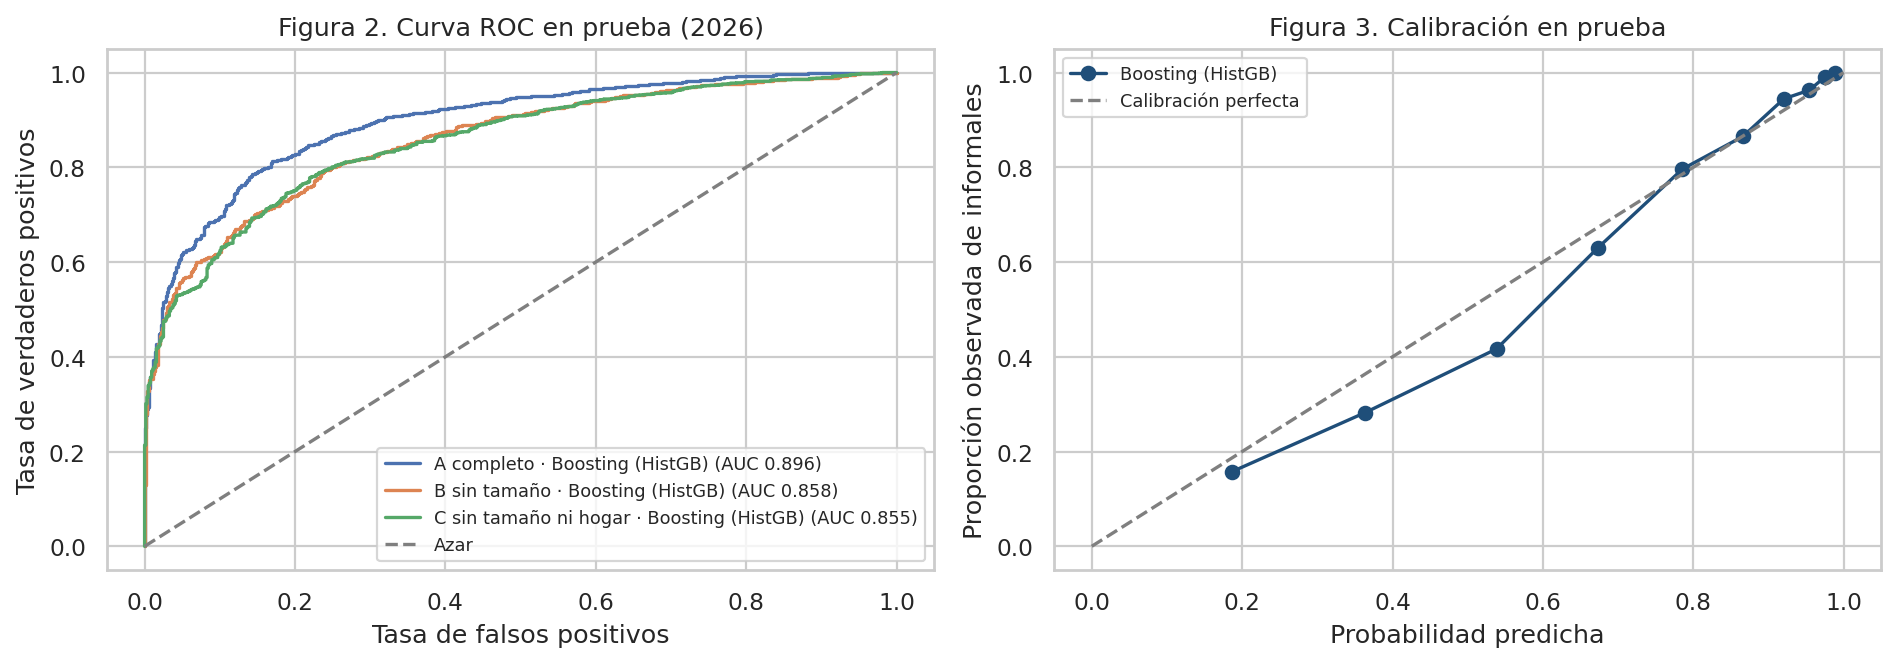 Figura 2. Curva ROC en prueba (2026)
Tasa de verdaderos positivos
1.0
0.8
0.6
0.4
0.2
0.0
A completo · Boosting (HistGB) (AUC 0.896)
B sin tamaño · Boosting (HistGB) (AUC 0.858)
C sin tamaño ni hogar · Boosting (HistGB) (AUC 0.855)
Azar
0.0 0.2 0.4 0.6 0.8 1.0
Tasa de falsos positivos
Figura 3. Calibración en prueba
Proporción observada de informales
1.0
0.8
0.6
0.4
0.2
0.0
Boosting (HistGB)
Calibración perfecta
0.0 0.2 0.4 0.6 0.8 1.0
Probabilidad predicha